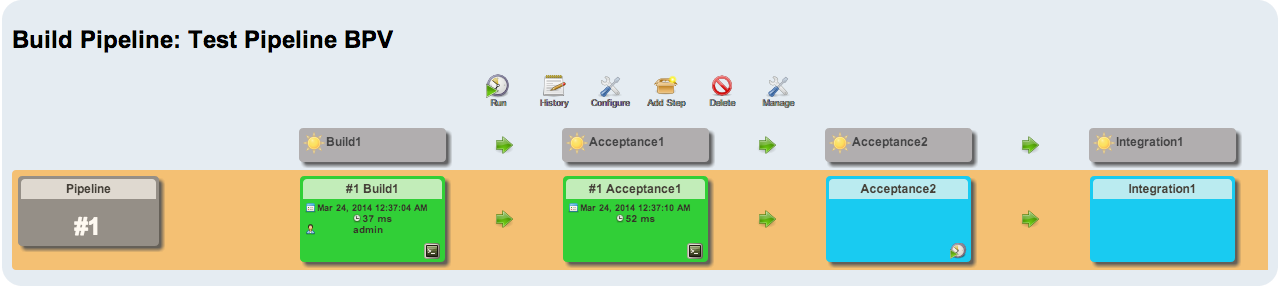 Build Pipeline: Test Pipeline BPV
Run History Configure Add Step Delete Manage
Build1 Acceptance1 Acceptance2 Integration1
Pipeline
#1
#1 Build1
Mar 24, 2014 12:37:04 AM
37 ms
admin
#1 Acceptance1
Mar 24, 2014 12:37:10 AM
52 ms
Acceptance2
Integration1